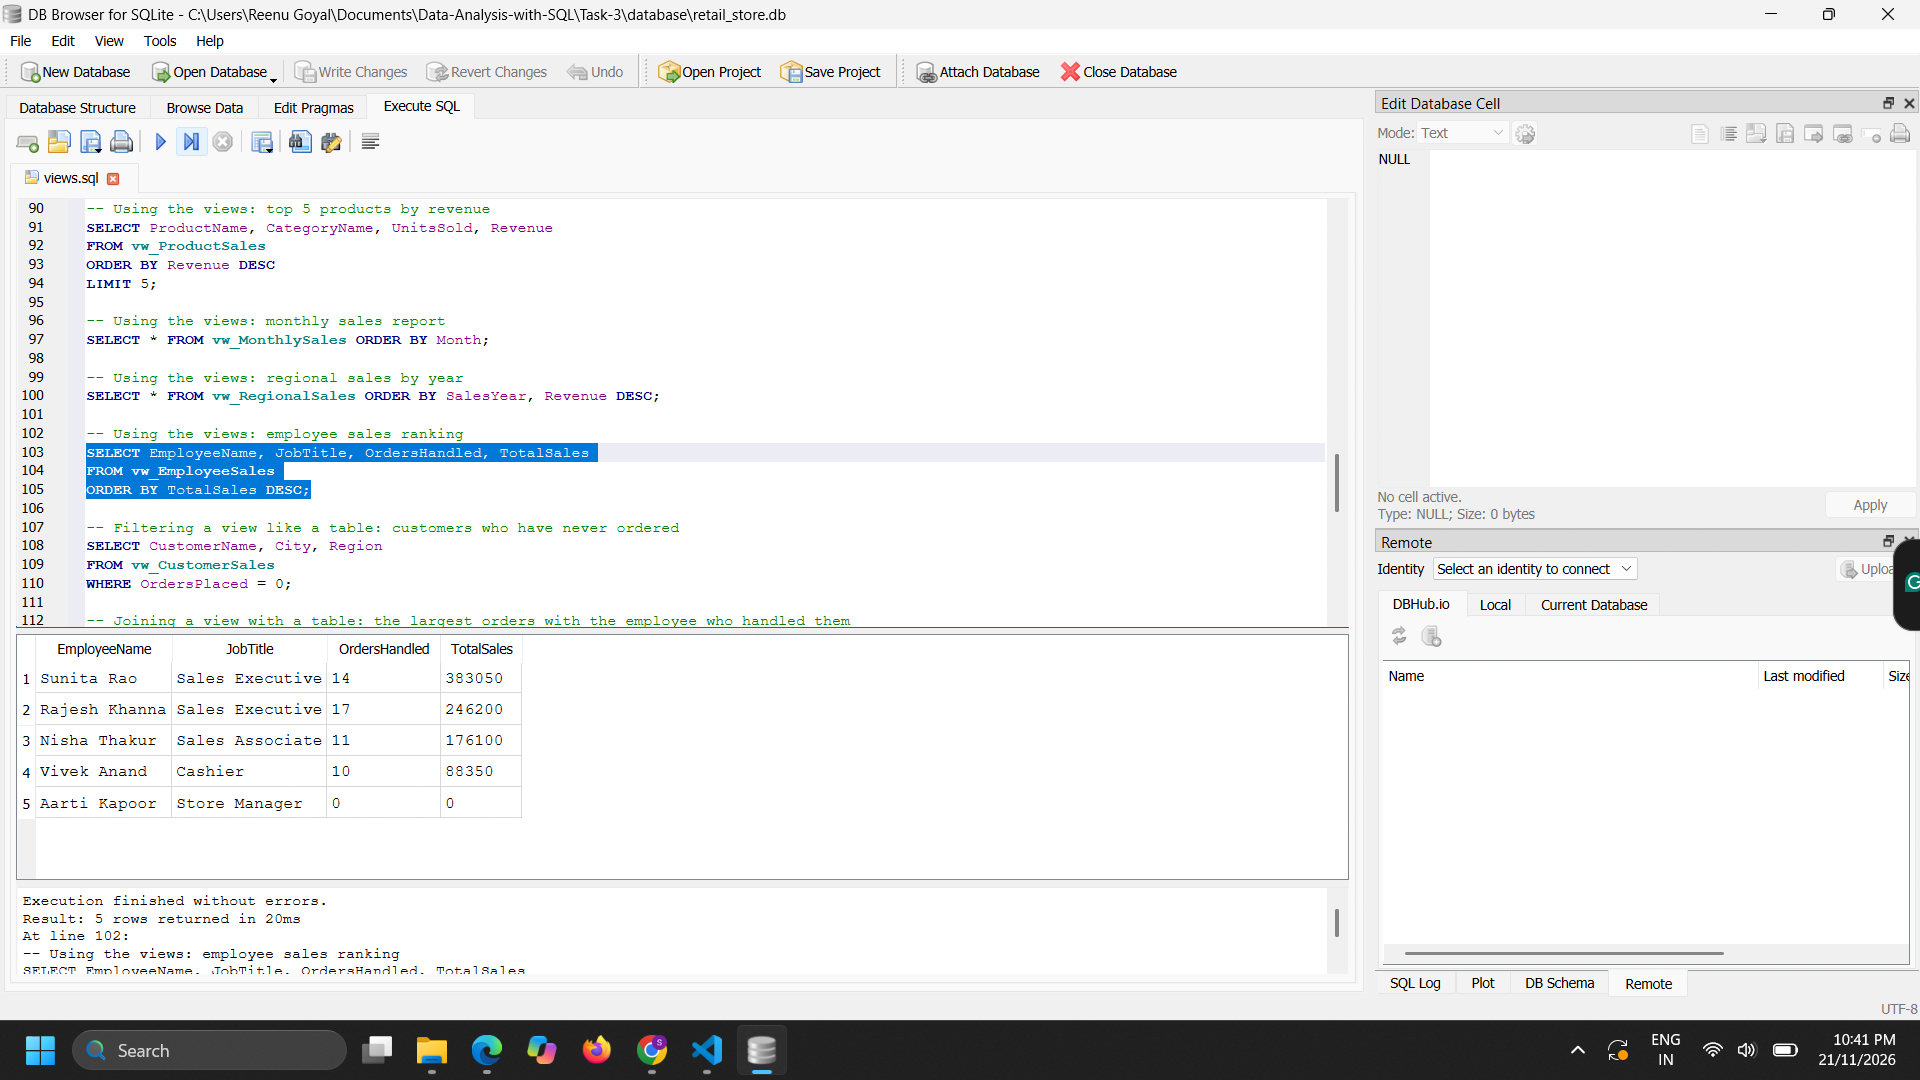 DB Browser for SQLite - C:\Users\Reenu Goyal\Documents\Data-Analysis-with-SQL\Task-3\database\retail_store.db
File Edit View Tools Help
New Database Open Database Write Changes Revert Changes Undo Open Project Save Project Attach Database Close Database
Database Structure Browse Data Edit Pragmas Execute SQL
views.sql
90 -- Using the views: top 5 products by revenue
91 SELECT ProductName, CategoryName, UnitsSold, Revenue
92 FROM vw_ProductSales
93 ORDER BY Revenue DESC
94 LIMIT 5;
95
96 -- Using the views: monthly sales report
97 SELECT * FROM vw_MonthlySales ORDER BY Month;
98
99 -- Using the views: regional sales by year
100 SELECT * FROM vw_RegionalSales ORDER BY SalesYear, Revenue DESC;
101
102 -- Using the views: employee sales ranking
103 SELECT EmployeeName, JobTitle, OrdersHandled, TotalSales
104 FROM vw_EmployeeSales
105 ORDER BY TotalSales DESC;
106
107 -- Filtering a view like a table: customers who have never ordered
108 SELECT CustomerName, City, Region
109 FROM vw_CustomerSales
110 WHERE OrdersPlaced = 0;
111
112 -- Joining a view with a table: the largest orders with the employee who handled them
EmployeeName JobTitle OrdersHandled TotalSales
1 Sunita Rao Sales Executive 14 383050
2 Rajesh Khanna Sales Executive 17 246200
3 Nisha Thakur Sales Associate 11 176100
4 Vivek Anand Cashier 10 88350
5 Aarti Kapoor Store Manager 0 0
Execution finished without errors.
Result: 5 rows returned in 20ms
At line 102:
-- Using the views: employee sales ranking
SELECT EmployeeName, JobTitle, OrdersHandled, TotalSales
Edit Database Cell
Mode: Text
NULL
No cell active.
Type: NULL; Size: 0 bytes
Apply
Remote
Identity Select an identity to connect Uploa
DBHub.io Local Current Database
Name Last modified Size
SQL Log Plot DB Schema Remote
UTF-8
Search
ENG
IN
10:41 PM
21/11/2026